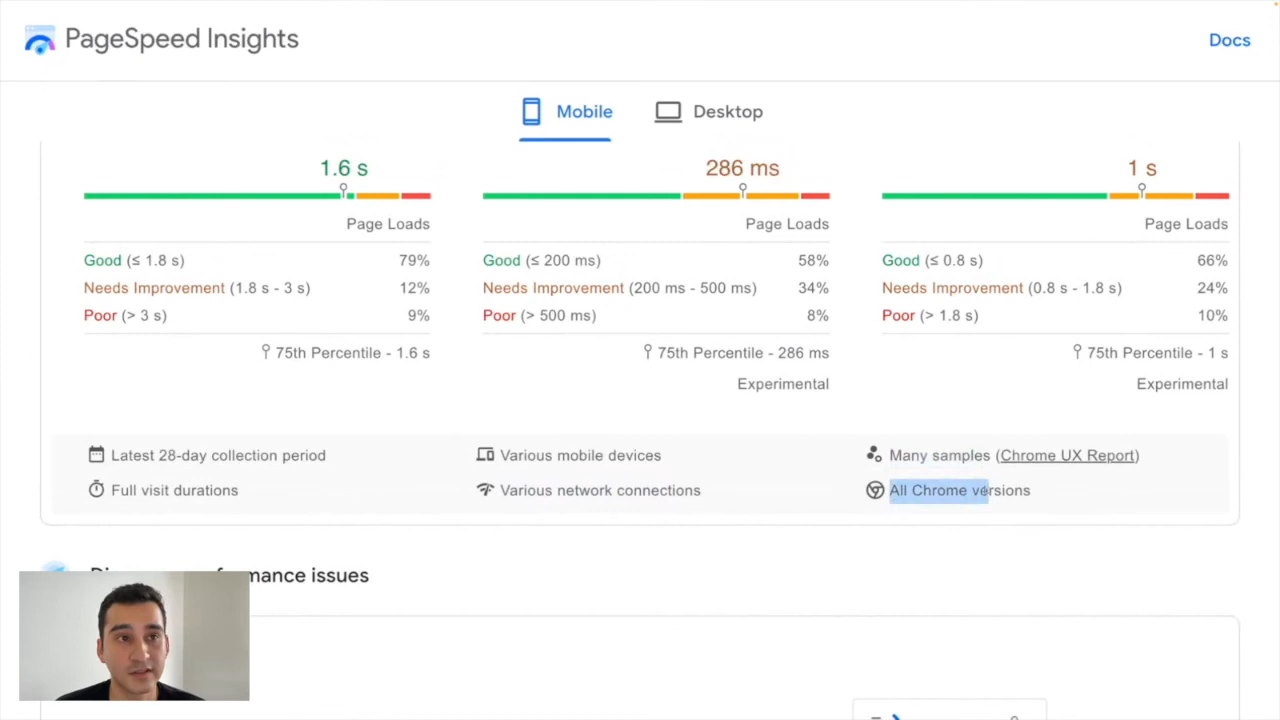 PageSpeed Insights
Docs
Mobile
Desktop
1.6 s
Page Loads
Good (≤ 1.8 s) 79%
Needs Improvement (1.8 s - 3 s) 12%
Poor (> 3 s) 9%
75th Percentile - 1.6 s
286 ms
Page Loads
Good (≤ 200 ms) 58%
Needs Improvement (200 ms - 500 ms) 34%
Poor (> 500 ms) 8%
75th Percentile - 286 ms
Experimental
1 s
Page Loads
Good (≤ 0.8 s) 66%
Needs Improvement (0.8 s - 1.8 s) 24%
Poor (> 1.8 s) 10%
75th Percentile - 1 s
Experimental
Latest 28-day collection period
Various mobile devices
Many samples (Chrome UX Report)
Full visit durations
Various network connections
All Chrome versions
issues